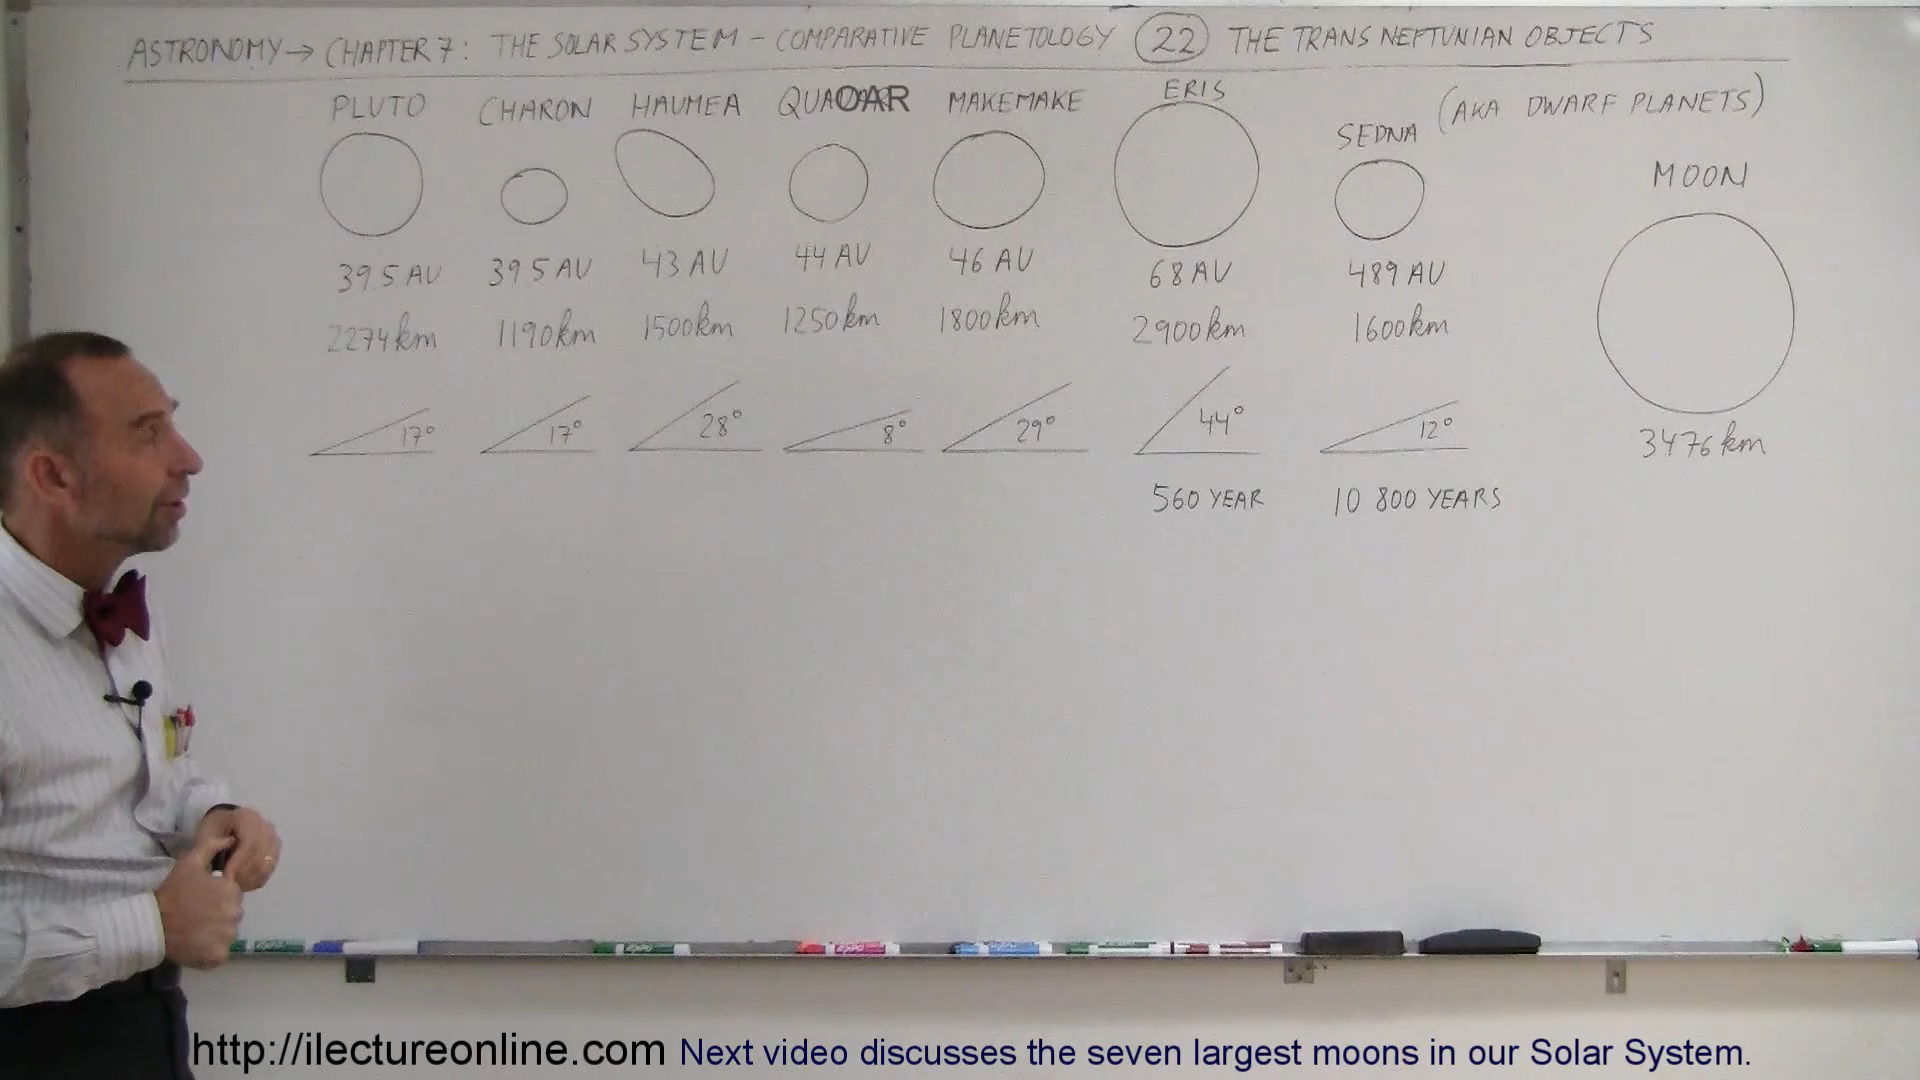 ASTRONOMY → CHAPTER 7: THE SOLAR SYSTEM - COMPARATIVE PLANETOLOGY 22 THE TRANS NEPTUNIAN OBJECTS
PLUTO CHARON HAUMEA QUAOAR MAKEMAKE ERIS SEDNA (AKA DWARF PLANETS)
MOON
39.5 AU 39.5 AU 43 AU 44 AU 46 AU 68 AU 489 AU
2274 km 1190 km 1500 km 1250 km 1800 km 2900 km 1600 km
17° 17° 28° 8° 29° 44° 12° 3476 km
560 YEAR 10 800 YEARS
http://ilectureonline.com Next video discusses the seven largest moons in our Solar System.